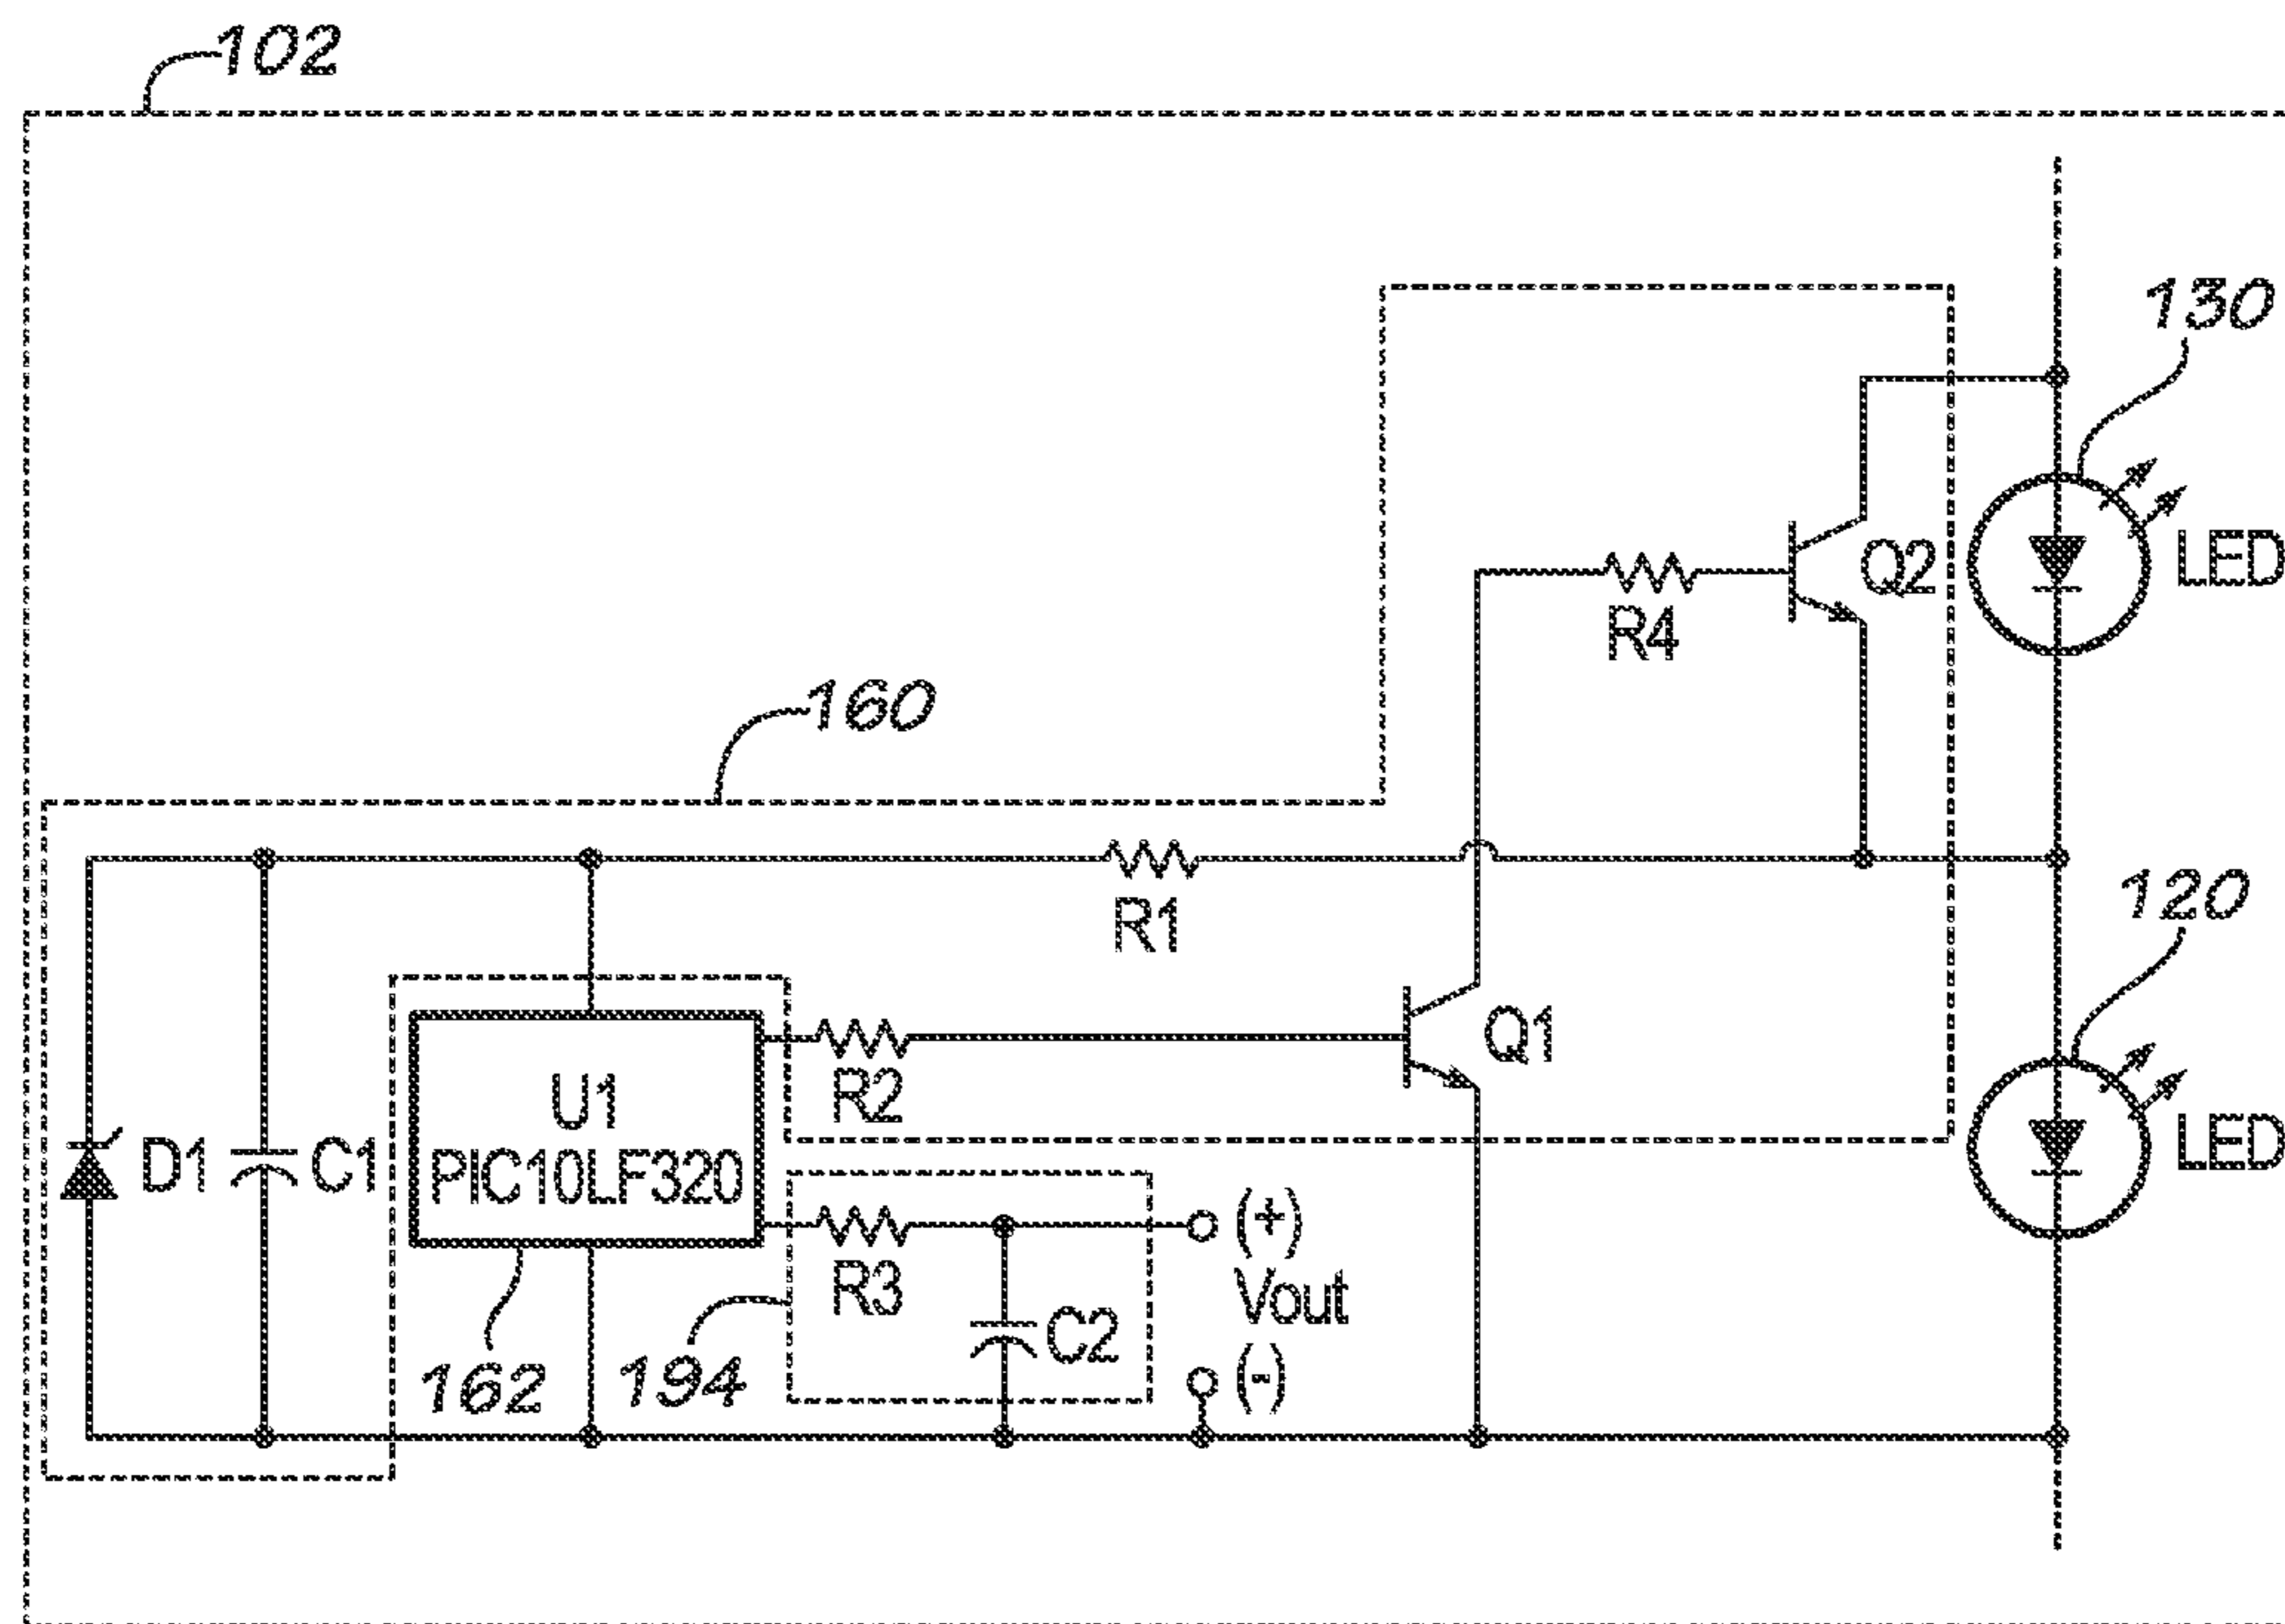 102
130
LED
Q2
R4
160
R1
120
Q1
R2
U1
PIC10LF320
D1
C1
LED
(+)
R3
Vout
C2
162
194
(-)